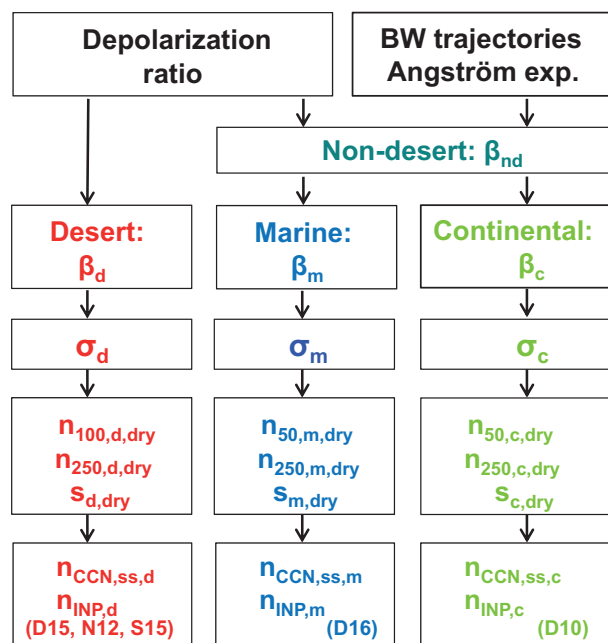 Depolarization
ratio
BW trajectories
Angström exp.
Non-desert: βnd
Desert:
βd
Marine:
βm
Continental:
βc
σd
σm
σc
n100,d,dry
n250,d,dry
sd,dry
n50,m,dry
n250,m,dry
sm,dry
n50,c,dry
n250,c,dry
sc,dry
nCCN,ss,d
nINP,d
(D15, N12, S15)
nCCN,ss,m
nINP,m
(D16)
nCCN,ss,c
nINP,c
(D10)